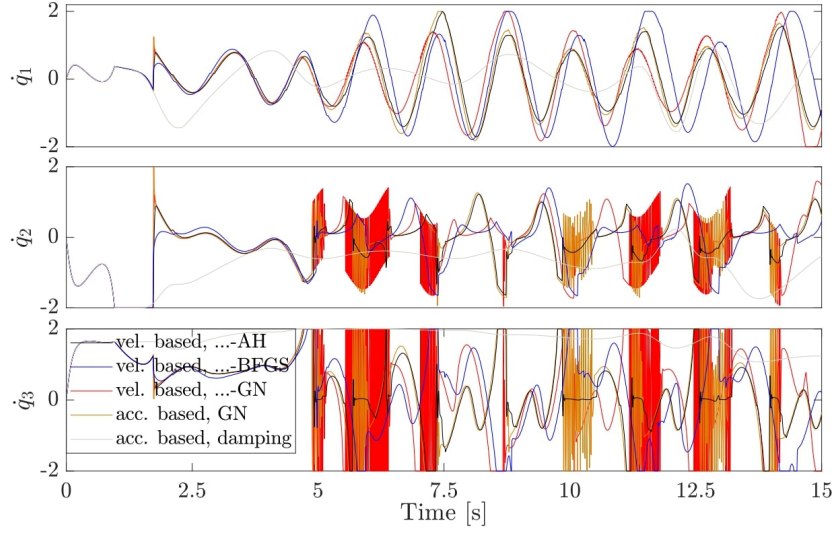 2
q̇1
0
-2
2
q̇2
0
-2
2
q̇3
0
-2
vel. based, ...-AH
vel. based, ...-BFGS
vel. based, ...-GN
acc. based, GN
acc. based, damping
0 2.5 5 7.5 10 12.5 15
Time [s]